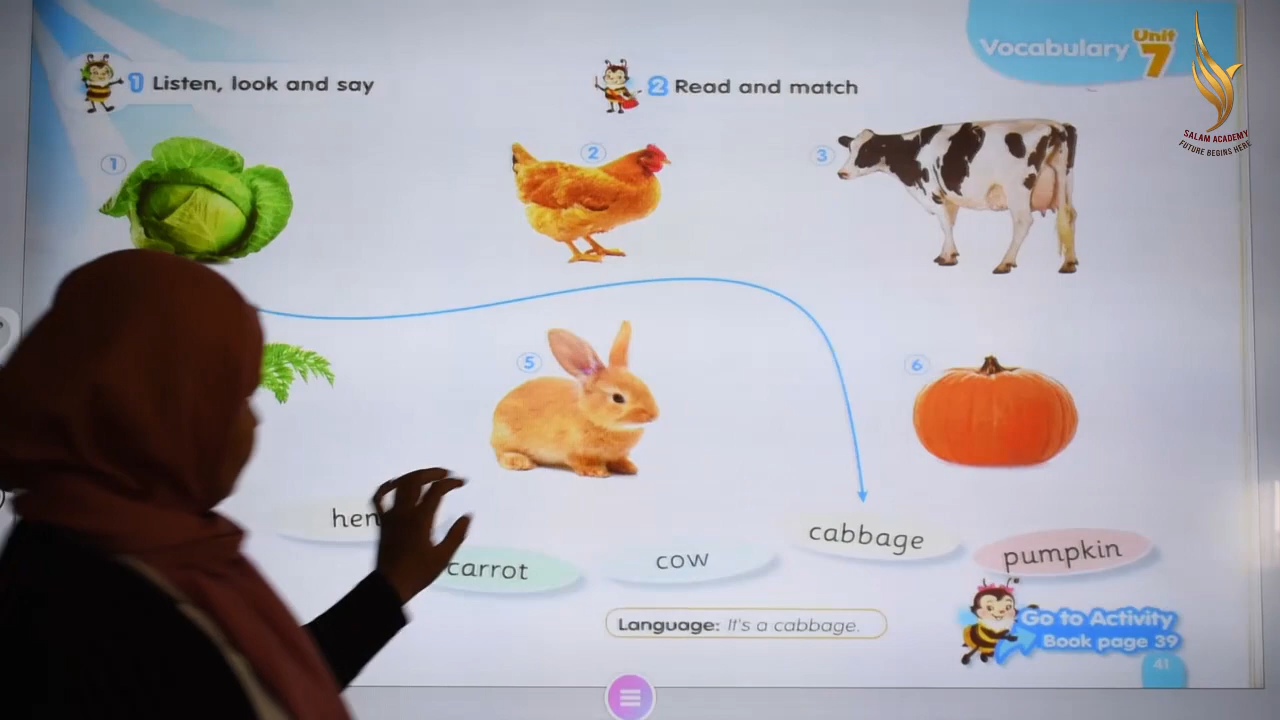 Vocabulary Unit 7
SALAM ACADEMY
FUTURE BEGINS HERE
1 Listen, look and say
2 Read and match
1
2
3
5
6
hen
carrot
cow
cabbage
pumpkin
Language: It's a cabbage.
Go to Activity
Book page 39
41